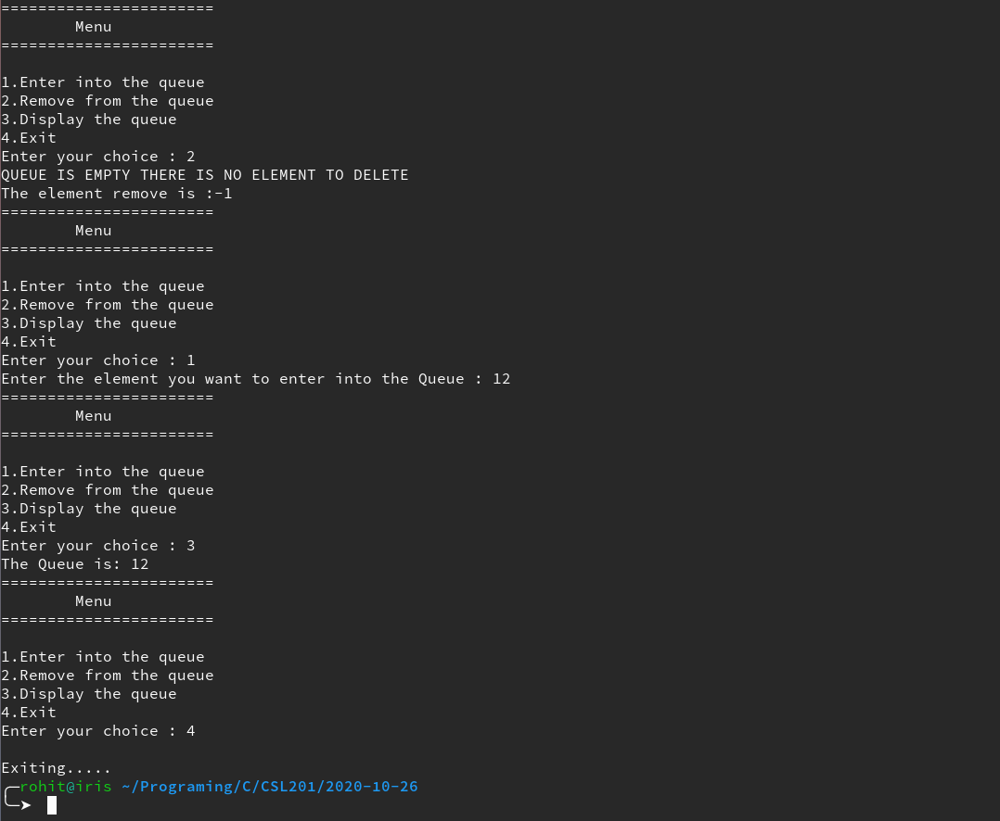 =======================
        Menu
=======================

1.Enter into the queue
2.Remove from the queue
3.Display the queue
4.Exit
Enter your choice : 2
QUEUE IS EMPTY THERE IS NO ELEMENT TO DELETE
The element remove is :-1
=======================
        Menu
=======================

1.Enter into the queue
2.Remove from the queue
3.Display the queue
4.Exit
Enter your choice : 1
Enter the element you want to enter into the Queue : 12
=======================
        Menu
=======================

1.Enter into the queue
2.Remove from the queue
3.Display the queue
4.Exit
Enter your choice : 3
The Queue is: 12
=======================
        Menu
=======================

1.Enter into the queue
2.Remove from the queue
3.Display the queue
4.Exit
Enter your choice : 4

Exiting.....
╭─rohit@iris ~/Programing/C/CSL201/2020-10-26
╰─➤